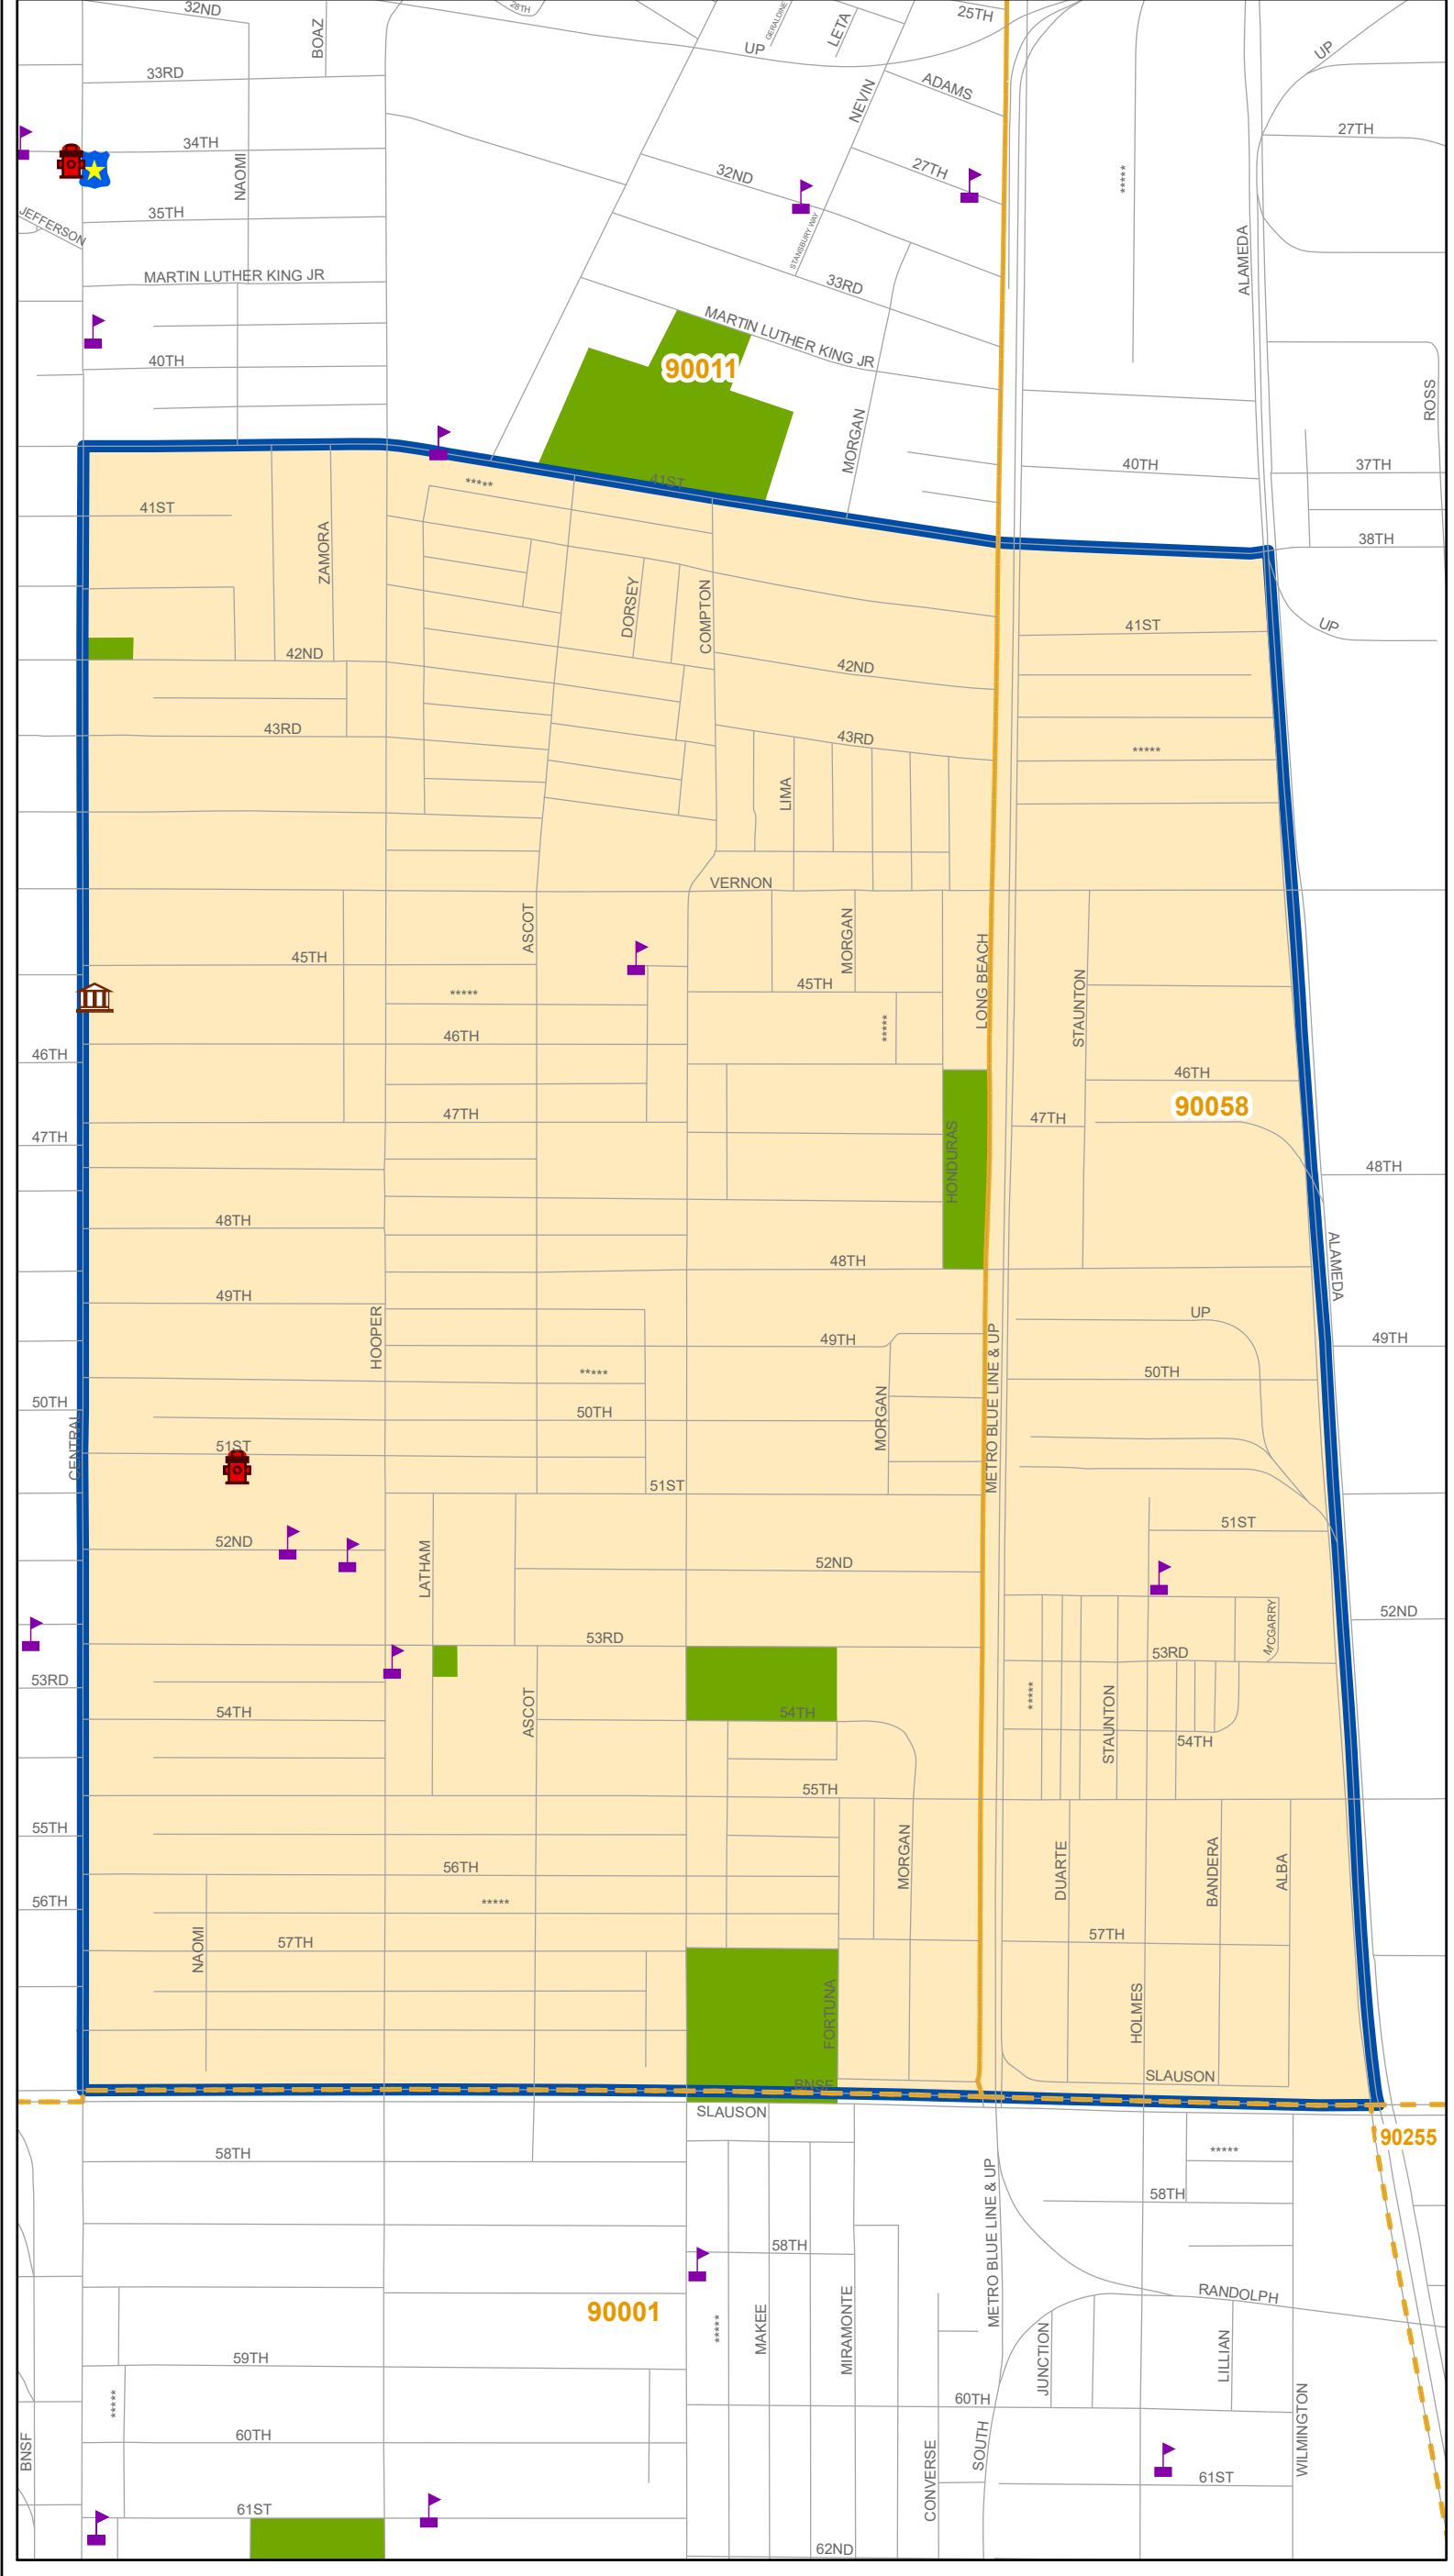 32ND
BOAZ
28TH
GERALDINE
LETA
25TH
UP
UP
33RD
ADAMS
NEVIN
27TH
34TH
NAOMI
32ND
27TH
*****
35TH
JEFFERSON
STANSBURY WAY
ALAMEDA
MARTIN LUTHER KING JR
33RD
MARTIN LUTHER KING JR
40TH
90011
ROSS
MORGAN
40TH
37TH
*****
41ST
41ST
38TH
ZAMORA
DORSEY
COMPTON
41ST
UP
42ND
42ND
43RD
43RD
*****
LIMA
VERNON
ASCOT
MORGAN
LONG BEACH
45TH
45TH
STAUNTON
*****
*****
46TH
46TH
46TH
90058
47TH
47TH
47TH
HONDURAS
48TH
48TH
48TH
ALAMEDA
49TH
HOOPER
UP
49TH
49TH
METRO BLUE LINE & UP
*****
50TH
50TH
50TH
MORGAN
CENTRAL
51ST
51ST
51ST
52ND
LATHAM
52ND
52ND
MCGARRY
53RD
53RD
53RD
*****
54TH
ASCOT
54TH
STAUNTON
54TH
55TH
55TH
MORGAN
DUARTE
BANDERA
ALBA
56TH
56TH
*****
NAOMI
57TH
57TH
FORTUNA
HOLMES
SLAUSON
BNSF
SLAUSON
90255
58TH
*****
METRO BLUE LINE & UP
58TH
58TH
RANDOLPH
90001
*****
MAKEE
MIRAMONTE
JUNCTION
LILLIAN
59TH
*****
60TH
WILMINGTON
60TH
BNSF
SOUTH
CONVERSE
61ST
61ST
62ND